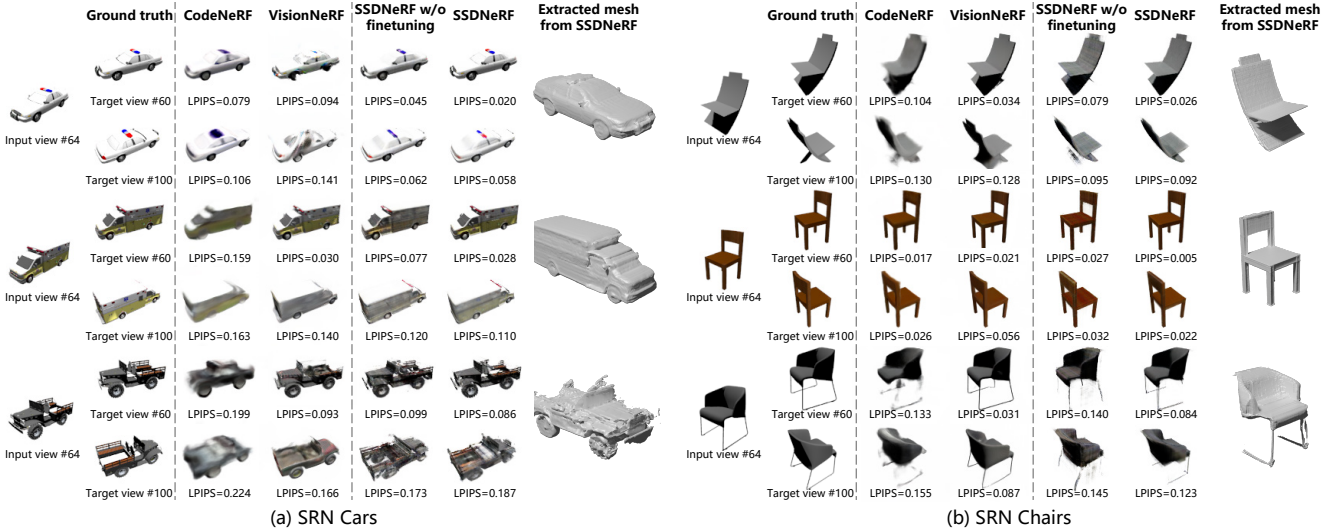 Ground truth CodeNeRF VisionNeRF SSDNeRF w/o finetuning SSDNeRF Extracted mesh from SSDNeRF
Target view #60 LPIPS=0.079 LPIPS=0.094 LPIPS=0.045 LPIPS=0.020
Input view #64
Target view #100 LPIPS=0.106 LPIPS=0.141 LPIPS=0.062 LPIPS=0.058
Target view #60 LPIPS=0.159 LPIPS=0.030 LPIPS=0.077 LPIPS=0.028
Input view #64
Target view #100 LPIPS=0.163 LPIPS=0.140 LPIPS=0.120 LPIPS=0.110
Target view #60 LPIPS=0.199 LPIPS=0.093 LPIPS=0.099 LPIPS=0.086
Input view #64
Target view #100 LPIPS=0.224 LPIPS=0.166 LPIPS=0.173 LPIPS=0.187
(a) SRN Cars
Ground truth CodeNeRF VisionNeRF SSDNeRF w/o finetuning SSDNeRF Extracted mesh from SSDNeRF
Target view #60 LPIPS=0.104 LPIPS=0.034 LPIPS=0.079 LPIPS=0.026
Input view #64
Target view #100 LPIPS=0.130 LPIPS=0.128 LPIPS=0.095 LPIPS=0.092
Target view #60 LPIPS=0.017 LPIPS=0.021 LPIPS=0.027 LPIPS=0.005
Input view #64
Target view #100 LPIPS=0.026 LPIPS=0.056 LPIPS=0.032 LPIPS=0.022
Target view #60 LPIPS=0.133 LPIPS=0.031 LPIPS=0.140 LPIPS=0.084
Input view #64
Target view #100 LPIPS=0.155 LPIPS=0.087 LPIPS=0.145 LPIPS=0.123
(b) SRN Chairs